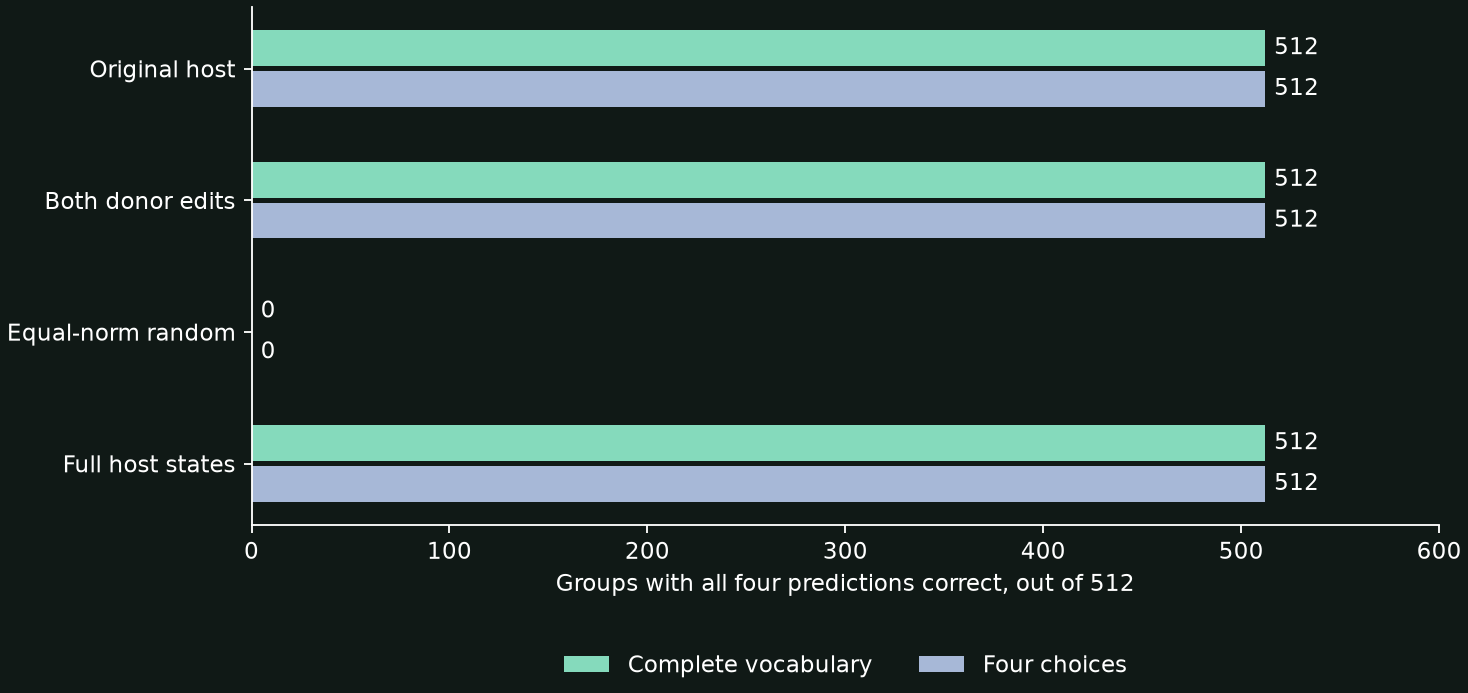 Original host
512
512
Both donor edits
512
512
Equal-norm random
0
0
Full host states
512
512
0 100 200 300 400 500 600
Groups with all four predictions correct, out of 512
Complete vocabulary Four choices